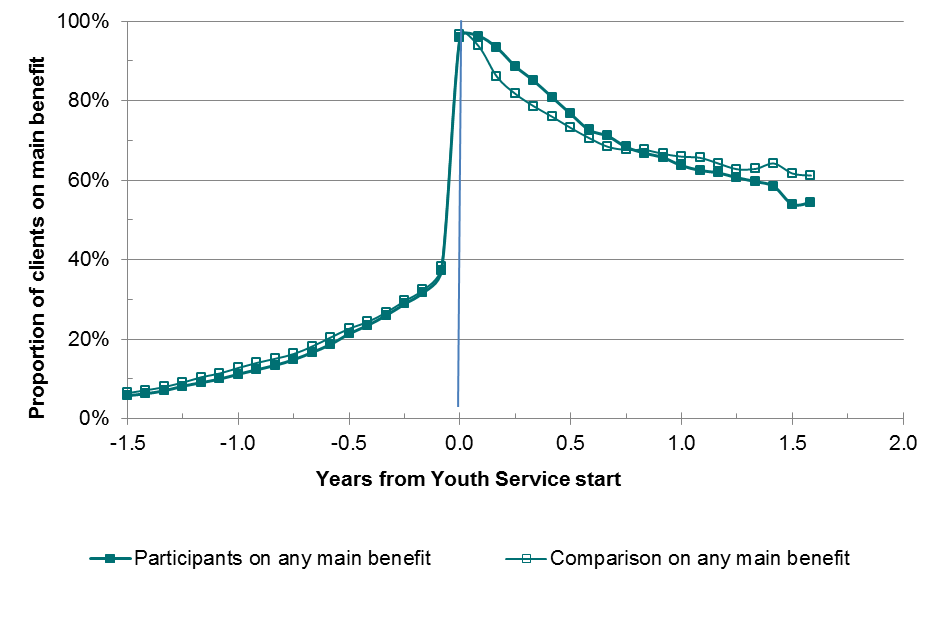 100%
80%
60%
40%
20%
0%
Proportion of clients on main benefit
-1.5 -1.0 -0.5 0.0 0.5 1.0 1.5 2.0
Years from Youth Service start
Participants on any main benefit Comparison on any main benefit